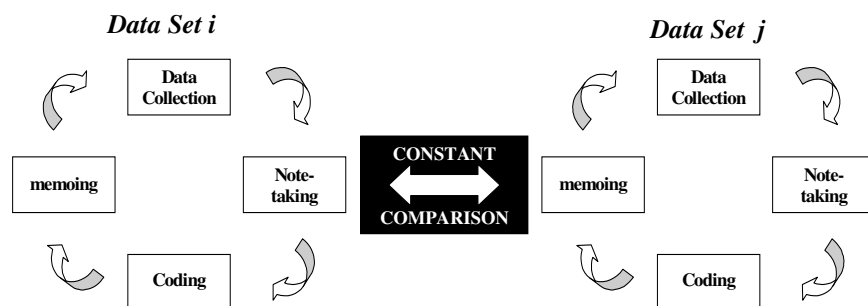 Data Set i
Data
Collection
memoing
Note-
taking
Coding
CONSTANT
COMPARISON
Data Set j
Data
Collection
memoing
Note-
taking
Coding